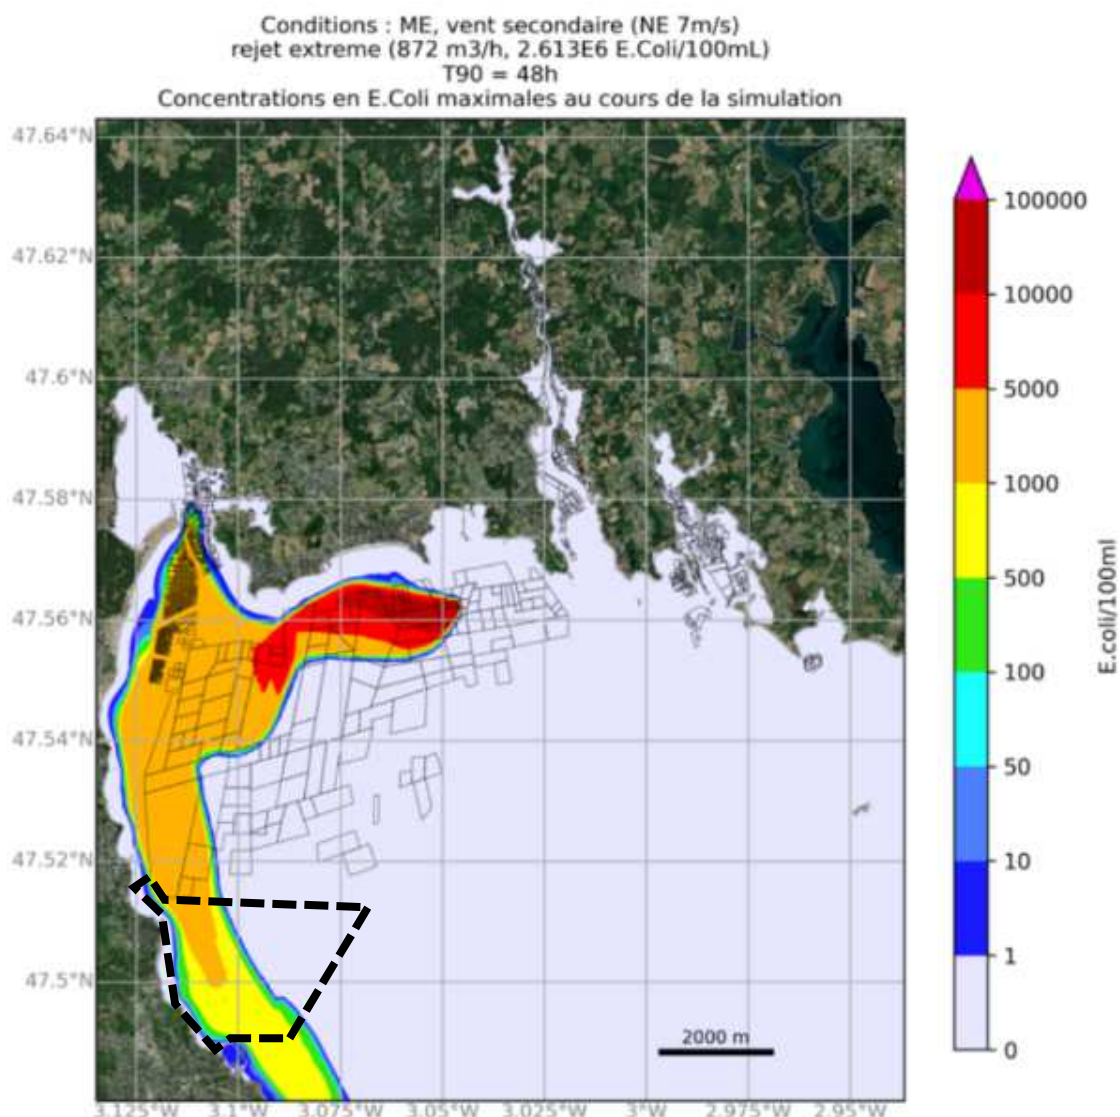 Conditions : ME, vent secondaire (NE 7m/s)
rejet extreme (872 m3/h, 2.613E6 E.Coli/100mL)
T90 = 48h
Concentrations en E.Coli maximales au cours de la simulation
47.64°N
47.62°N
47.6°N
47.58°N
47.56°N
47.54°N
47.52°N
47.5°N
3.125°W 3.1°W 3.075°W 3.05°W 3.025°W 3°W 2.975°W 2.95°W
2000 m
100000
10000
5000
1000
500
100
50
10
1
0
E.coli/100ml